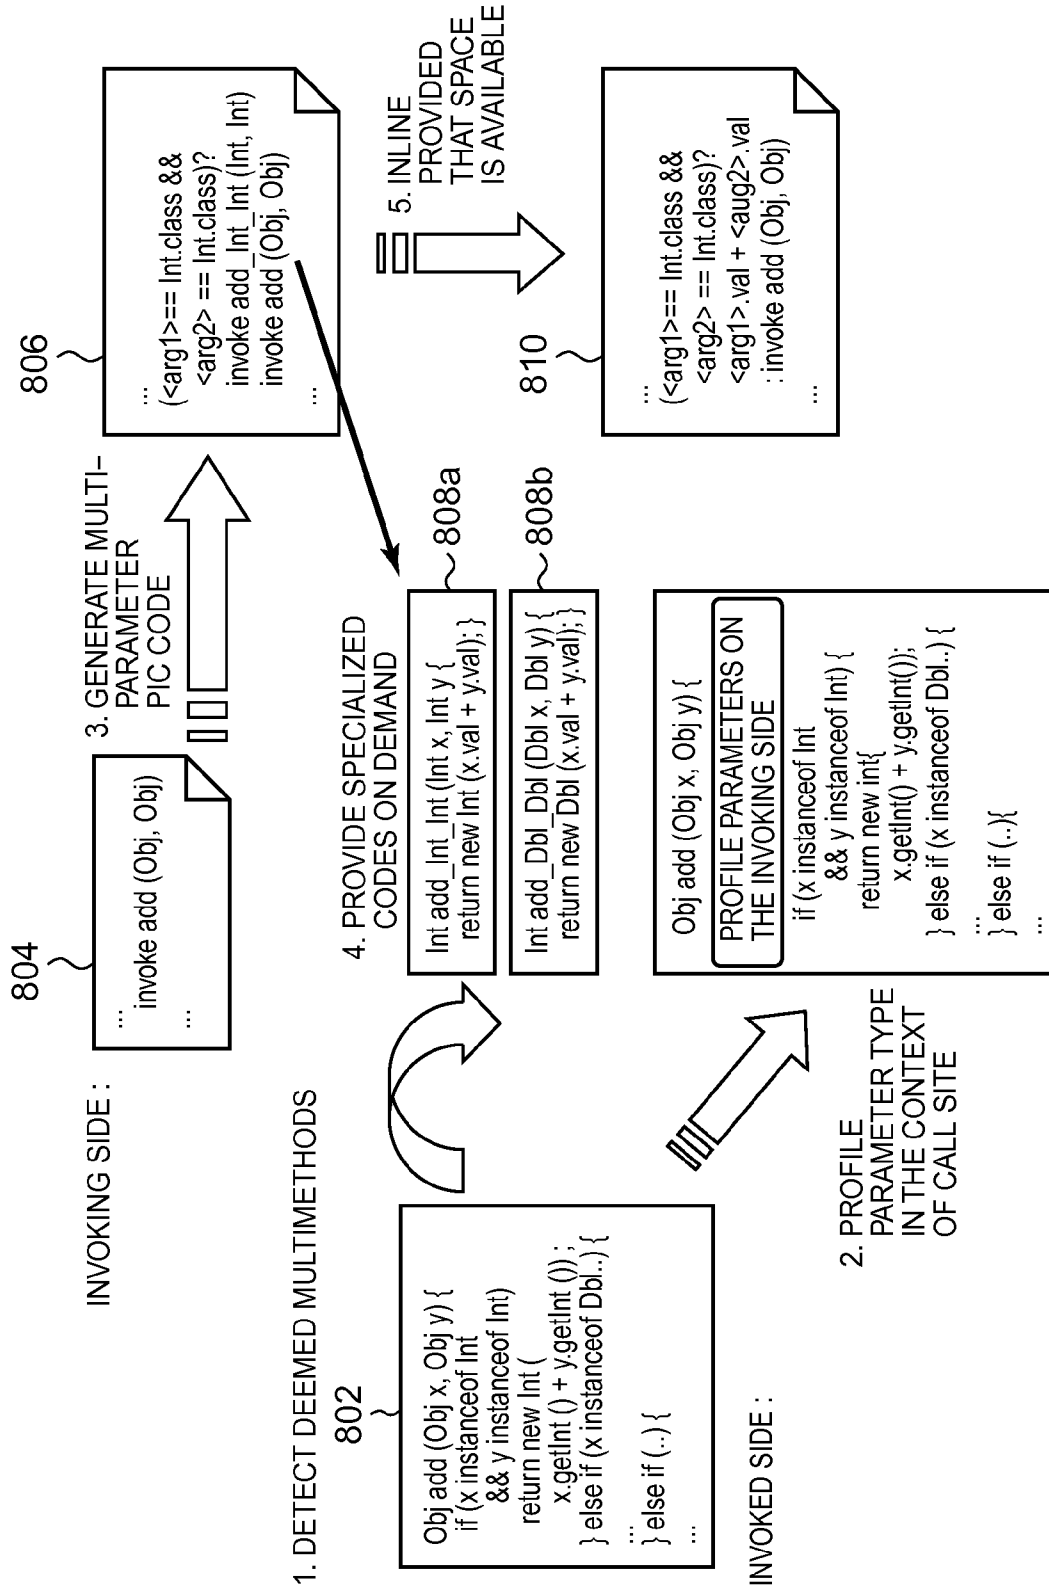 INVOKING SIDE :
804
...
invoke add (Obj, Obj)
...
3. GENERATE MULTI-
PARAMETER
PIC CODE
806
...
(<arg1>== Int.class &&
<arg2> == Int.class)?
invoke add_Int_Int (Int, Int)
invoke add (Obj, Obj)
...
1. DETECT DEEMED MULTIMETHODS
4. PROVIDE SPECIALIZED
CODES ON DEMAND
5. INLINE
PROVIDED
THAT SPACE
IS AVAILABLE
802
Obj add (Obj x, Obj y) {
if (x instanceof Int
&& y instanceof Int)
return new Int (
x.getInt () + y.getInt ()) ;
} else if (x instanceof Dbl..) {
...
} else if (..) {
...
Int add_Int_Int (Int x, Int y {
return new Int (x.val + y.val); }
808a
Int add_Dbl_Dbl (Dbl x, Dbl y) {
return new Dbl (x.val + y.val); }
808b
810
...
(<arg1>== Int.class &&
<arg2> == Int.class)?
<arg1>.val + <aug2>.val
: invoke add (Obj, Obj)
...
INVOKED SIDE :
2. PROFILE
PARAMETER TYPE
IN THE CONTEXT
OF CALL SITE
Obj add (Obj x, Obj y) {
PROFILE PARAMETERS ON
THE INVOKING SIDE
if (x instanceof Int
&& y instanceof Int) {
return new int{
x.getInt() + y.getInt());
} else if (x instanceof Dbl..) {
...
} else if (..){
...